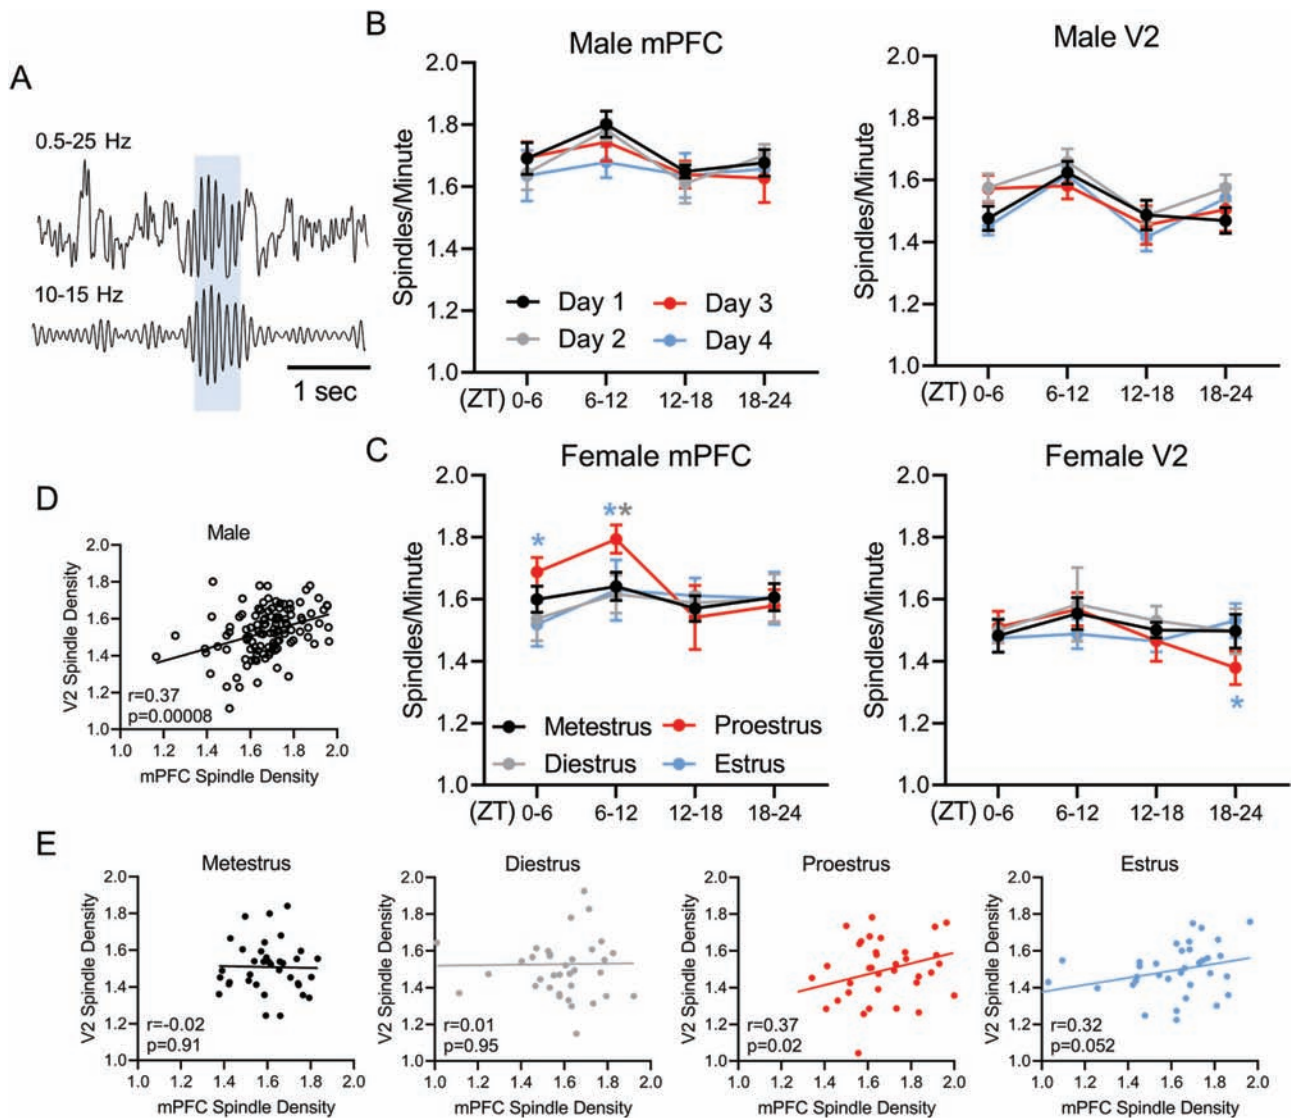 A
0.5-25 Hz
10-15 Hz
1 sec
B
Male mPFC
Spindles/Minute
2.0
1.8
1.6
1.4
1.2
1.0
Day 1
Day 2
Day 3
Day 4
(ZT) 0-6 6-12 12-18 18-24
Male V2
Spindles/Minute
2.0
1.8
1.6
1.4
1.2
1.0
(ZT) 0-6 6-12 12-18 18-24
C
Female mPFC
Spindles/Minute
2.0
1.8
1.6
1.4
1.2
1.0
*
**
Metestrus
Diestrus
Proestrus
Estrus
(ZT) 0-6 6-12 12-18 18-24
Female V2
Spindles/Minute
2.0
1.8
1.6
1.4
1.2
1.0
*
(ZT) 0-6 6-12 12-18 18-24
D
Male
V2 Spindle Density
2.0
1.8
1.6
1.4
1.2
1.0
r=0.37
p=0.00008
1.0 1.2 1.4 1.6 1.8 2.0
mPFC Spindle Density
E
Metestrus
V2 Spindle Density
2.0
1.8
1.6
1.4
1.2
1.0
r=-0.02
p=0.91
1.0 1.2 1.4 1.6 1.8 2.0
mPFC Spindle Density
Diestrus
V2 Spindle Density
2.0
1.8
1.6
1.4
1.2
1.0
r=0.01
p=0.95
1.0 1.2 1.4 1.6 1.8 2.0
mPFC Spindle Density
Proestrus
V2 Spindle Density
2.0
1.8
1.6
1.4
1.2
1.0
r=0.37
p=0.02
1.0 1.2 1.4 1.6 1.8 2.0
mPFC Spindle Density
Estrus
V2 Spindle Density
2.0
1.8
1.6
1.4
1.2
1.0
r=0.32
p=0.052
1.0 1.2 1.4 1.6 1.8 2.0
mPFC Spindle Density